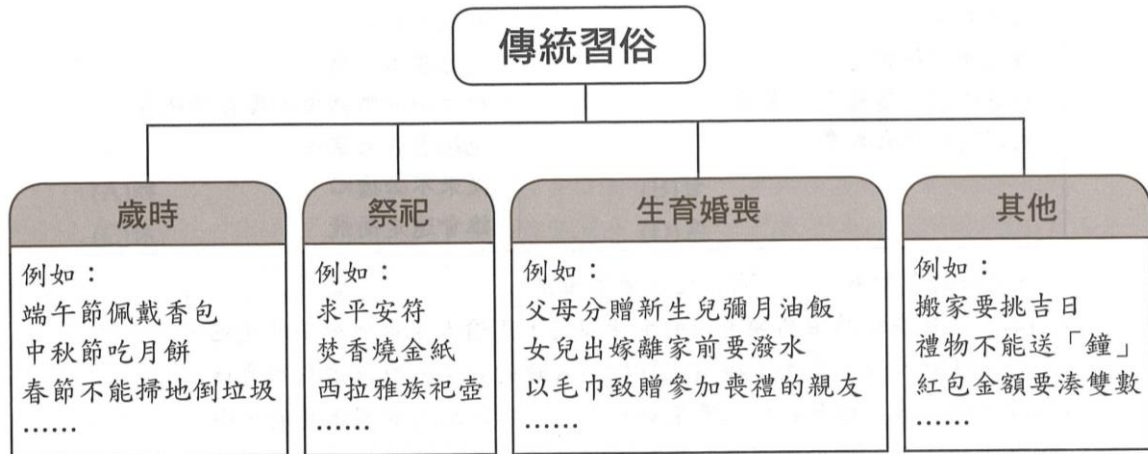 傳統習俗
歲時
例如：
端午節佩戴香包
中秋節吃月餅
春節不能掃地倒垃圾
……
祭祀
例如：
求平安符
焚香燒金紙
西拉雅族祀壺
……
生育婚喪
例如：
父母分贈新生兒彌月油飯
女兒出嫁離家前要潑水
以毛巾致贈參加喪禮的親友
……
其他
例如：
搬家要挑吉日
禮物不能送「鐘」
紅包金額要湊雙數
……